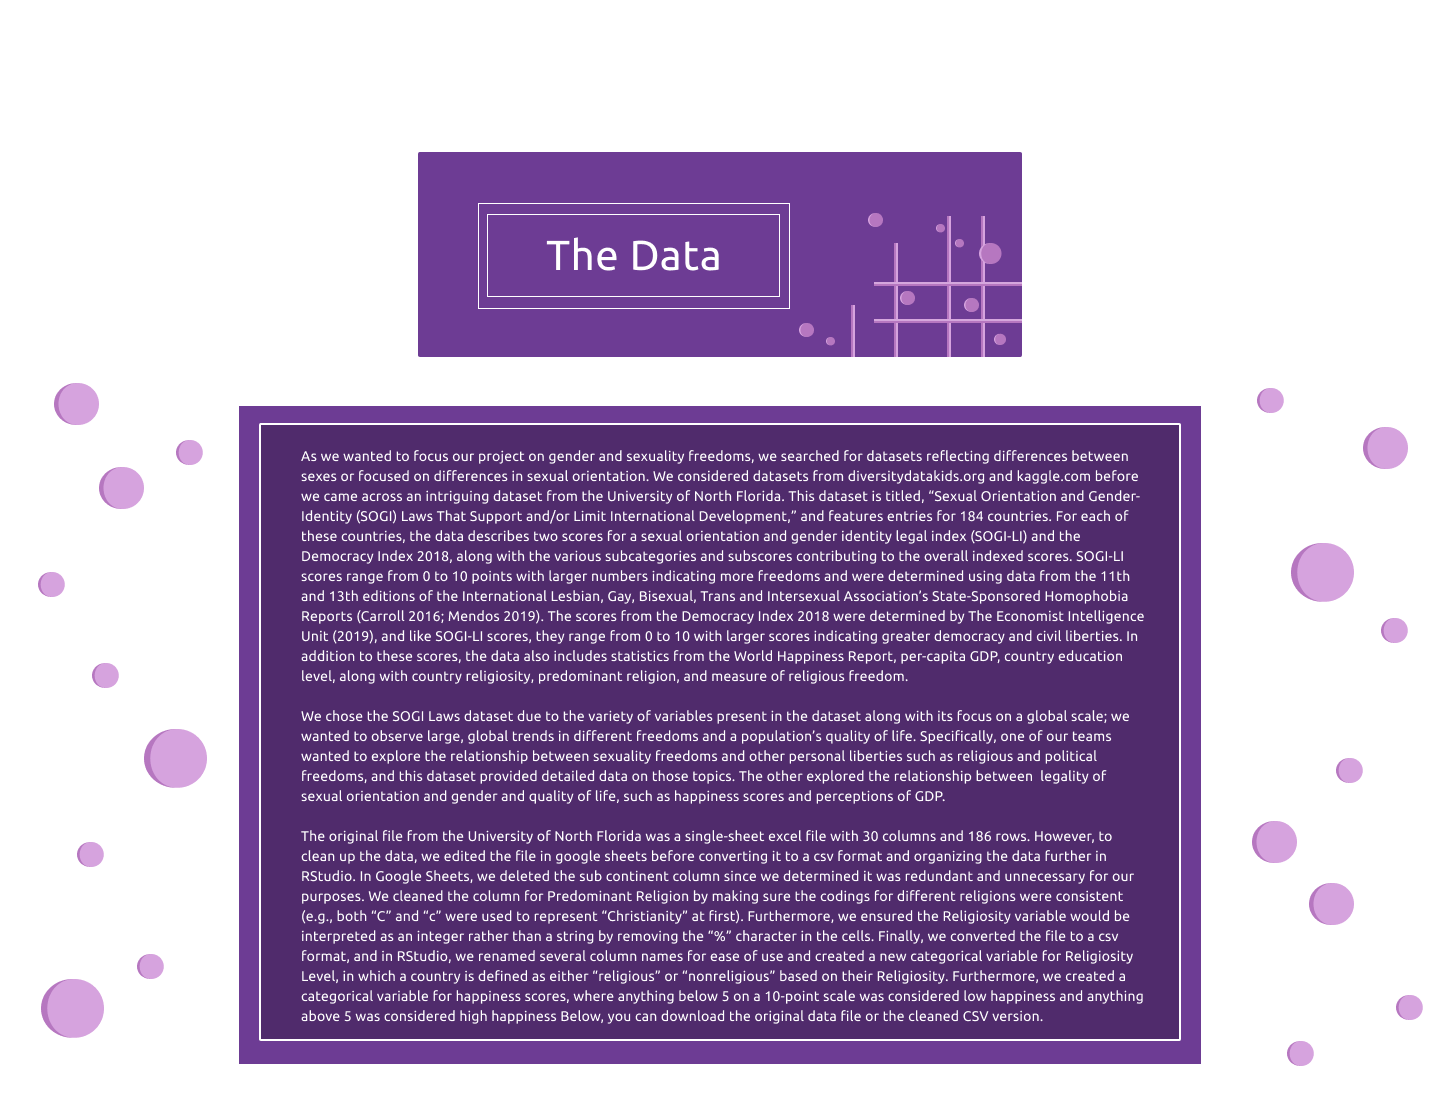 The Data
As we wanted to focus our project on gender and sexuality freedoms, we searched for datasets reflecting differences between
sexes or focused on differences in sexual orientation. We considered datasets from diversitydatakids.org and kaggle.com before
we came across an intriguing dataset from the University of North Florida. This dataset is titled, “Sexual Orientation and Gender-
Identity (SOGI) Laws That Support and/or Limit International Development,” and features entries for 184 countries. For each of
these countries, the data describes two scores for a sexual orientation and gender identity legal index (SOGI-LI) and the
Democracy Index 2018, along with the various subcategories and subscores contributing to the overall indexed scores. SOGI-LI
scores range from 0 to 10 points with larger numbers indicating more freedoms and were determined using data from the 11th
and 13th editions of the International Lesbian, Gay, Bisexual, Trans and Intersexual Association’s State-Sponsored Homophobia
Reports (Carroll 2016; Mendos 2019). The scores from the Democracy Index 2018 were determined by The Economist Intelligence
Unit (2019), and like SOGI-LI scores, they range from 0 to 10 with larger scores indicating greater democracy and civil liberties. In
addition to these scores, the data also includes statistics from the World Happiness Report, per-capita GDP, country education
level, along with country religiosity, predominant religion, and measure of religious freedom.
We chose the SOGI Laws dataset due to the variety of variables present in the dataset along with its focus on a global scale; we
wanted to observe large, global trends in different freedoms and a population’s quality of life. Specifically, one of our teams
wanted to explore the relationship between sexuality freedoms and other personal liberties such as religious and political
freedoms, and this dataset provided detailed data on those topics. The other explored the relationship between  legality of
sexual orientation and gender and quality of life, such as happiness scores and perceptions of GDP.
The original file from the University of North Florida was a single-sheet excel file with 30 columns and 186 rows. However, to
clean up the data, we edited the file in google sheets before converting it to a csv format and organizing the data further in
RStudio. In Google Sheets, we deleted the sub continent column since we determined it was redundant and unnecessary for our
purposes. We cleaned the column for Predominant Religion by making sure the codings for different religions were consistent
(e.g., both “C” and “c” were used to represent “Christianity” at first). Furthermore, we ensured the Religiosity variable would be
interpreted as an integer rather than a string by removing the “%” character in the cells. Finally, we converted the file to a csv
format, and in RStudio, we renamed several column names for ease of use and created a new categorical variable for Religiosity
Level, in which a country is defined as either “religious” or “nonreligious” based on their Religiosity. Furthermore, we created a
categorical variable for happiness scores, where anything below 5 on a 10-point scale was considered low happiness and anything
above 5 was considered high happiness Below, you can download the original data file or the cleaned CSV version.